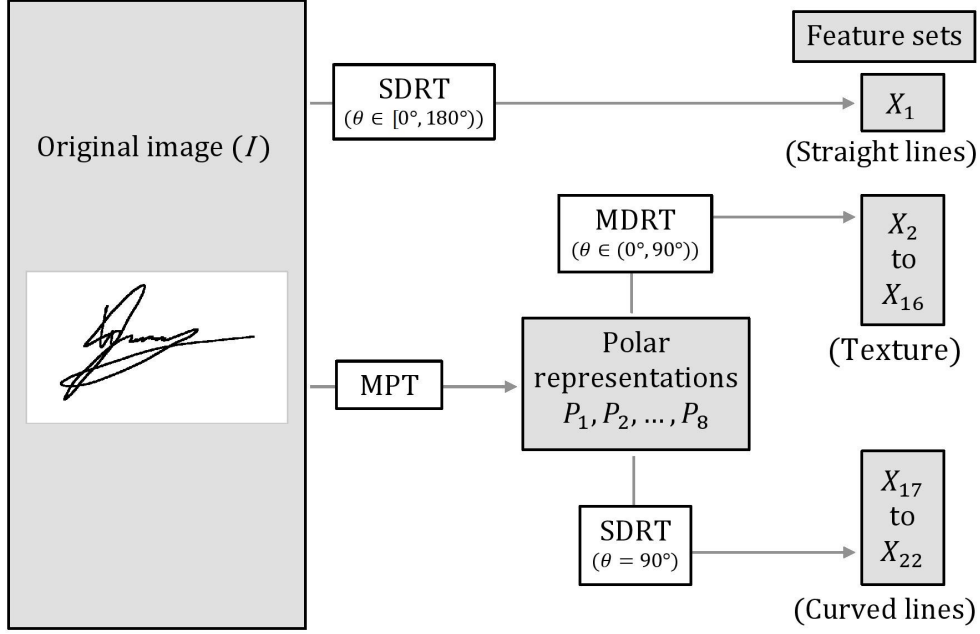 Original image (I)
SDRT
(θ ∈ [0°, 180°))
MPT
MDRT
(θ ∈ (0°, 90°))
Polar
representations
P₁, P₂, … , P₈
SDRT
(θ = 90°)
Feature sets
X₁
(Straight lines)
X₂
to
X₁₆
(Texture)
X₁₇
to
X₂₂
(Curved lines)